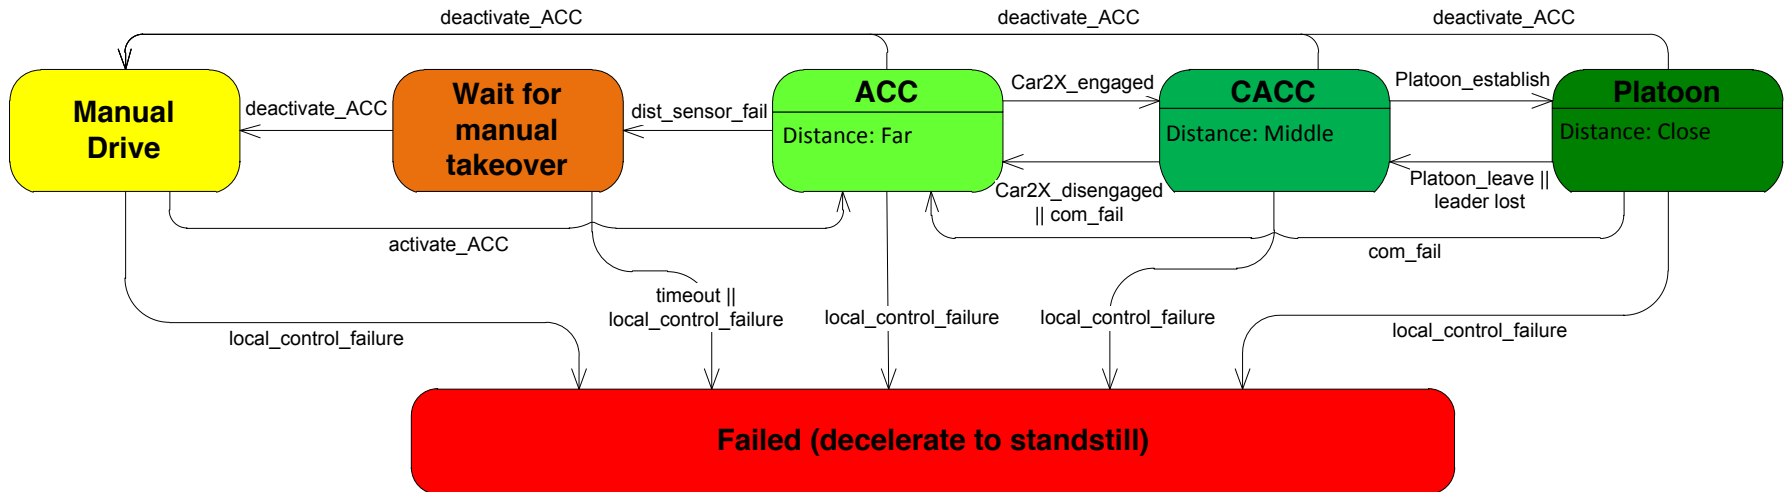 deactivate_ACC
deactivate_ACC
deactivate_ACC
Manual
Drive
deactivate_ACC
Wait for
manual
takeover
dist_sensor_fail
ACC
Distance: Far
Car2X_engaged
CACC
Distance: Middle
Platoon_establish
Platoon
Distance: Close
Car2X_disengaged
|| com_fail
Platoon_leave ||
leader lost
activate_ACC
com_fail
timeout ||
local_control_failure
local_control_failure
local_control_failure
local_control_failure
local_control_failure
Failed (decelerate to standstill)